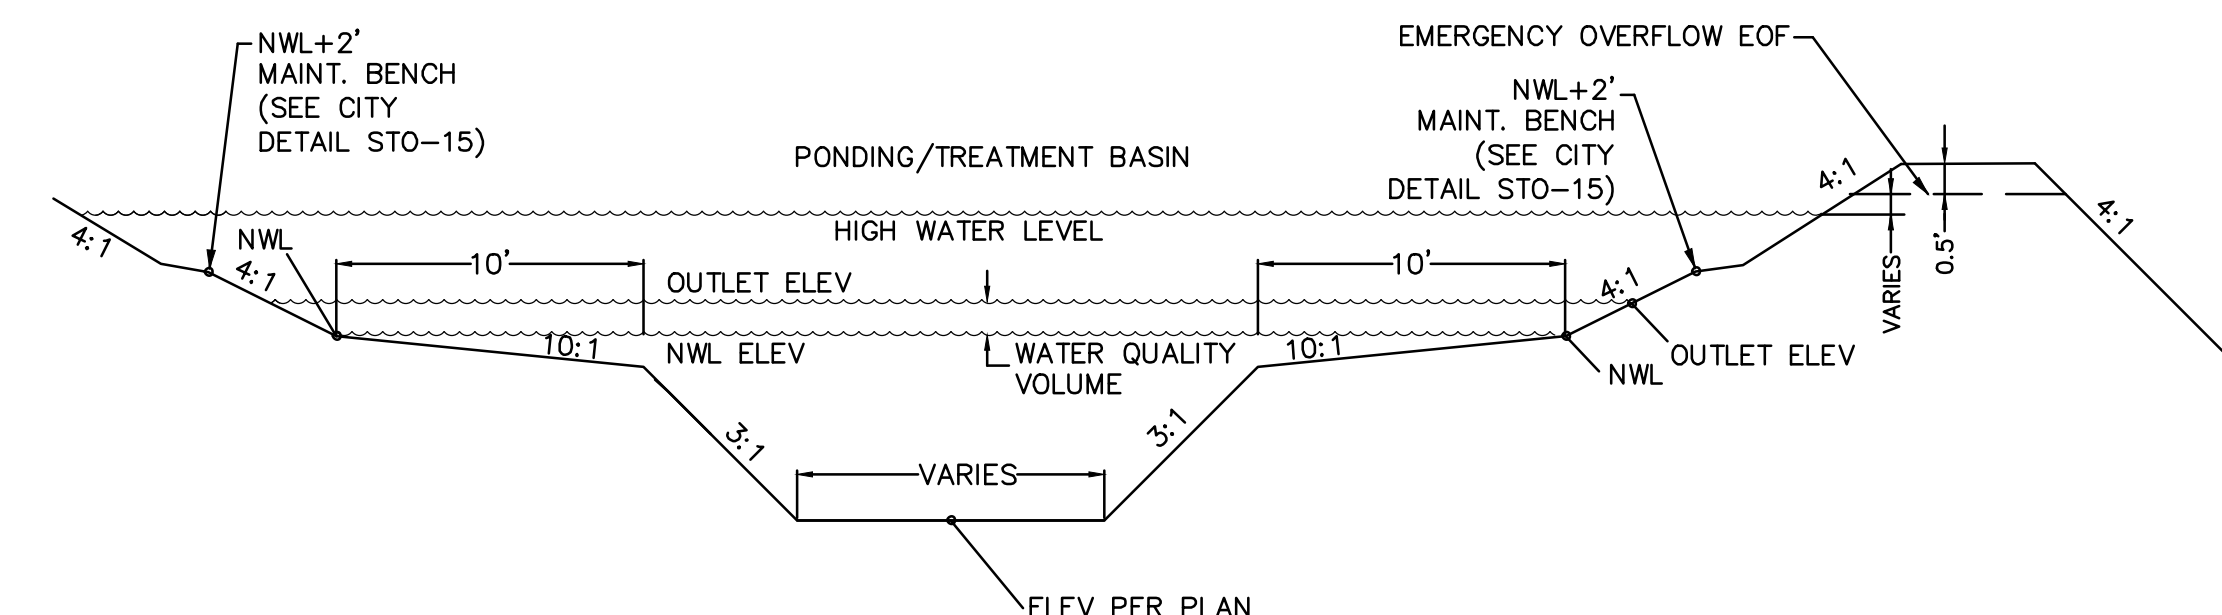 NWL+2'
MAINT. BENCH
(SEE CITY
DETAIL STO-15)
EMERGENCY OVERFLOW EOF
NWL+2'
MAINT. BENCH
(SEE CITY
DETAIL STO-15)
PONDING/TREATMENT BASIN
HIGH WATER LEVEL
4:1
NWL
4:1
10'
OUTLET ELEV
10'
4:1
4:1
4:1
VARIES
0.5'
10:1
NWL ELEV
WATER QUALITY
VOLUME
10:1
OUTLET ELEV
NWL
3:1
3:1
VARIES
ELEV PER PLAN